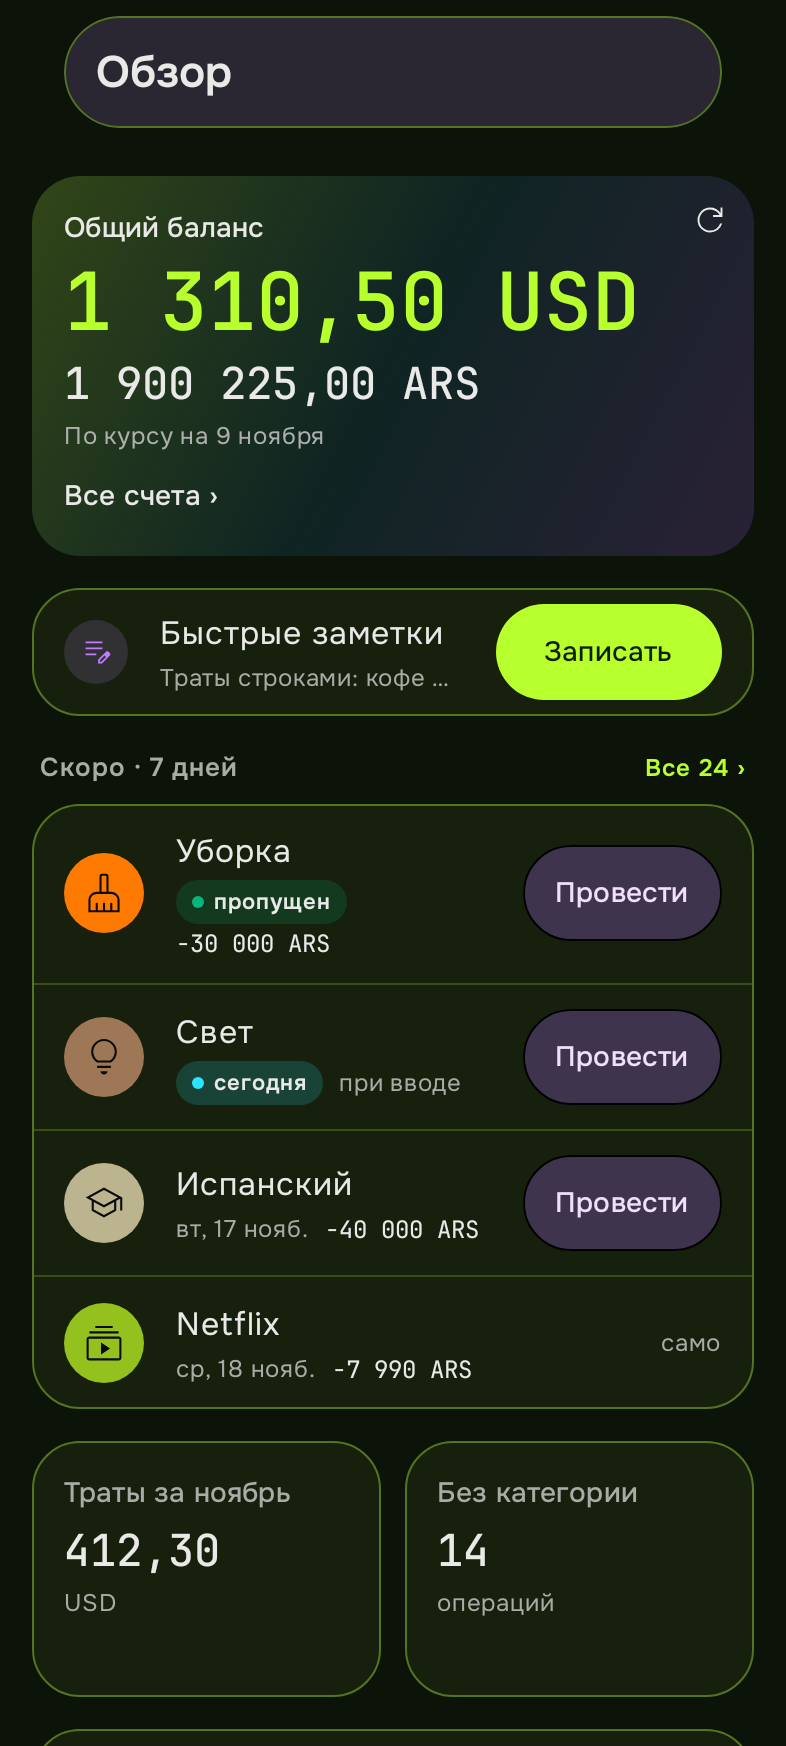 Обзор
Общий баланс
1 310,50 USD
1 900 225,00 ARS
По курсу на 9 ноября
Все счета ›
Быстрые заметки
Траты строками: кофе ...
Записать
Скоро · 7 дней
Все 24 ›
Уборка
пропущен
-30 000 ARS
Провести
Свет
сегодня при вводе
Провести
Испанский
вт, 17 нояб. -40 000 ARS
Провести
Netflix
ср, 18 нояб. -7 990 ARS
само
Траты за ноябрь
412,30
USD
Без категории
14
операций